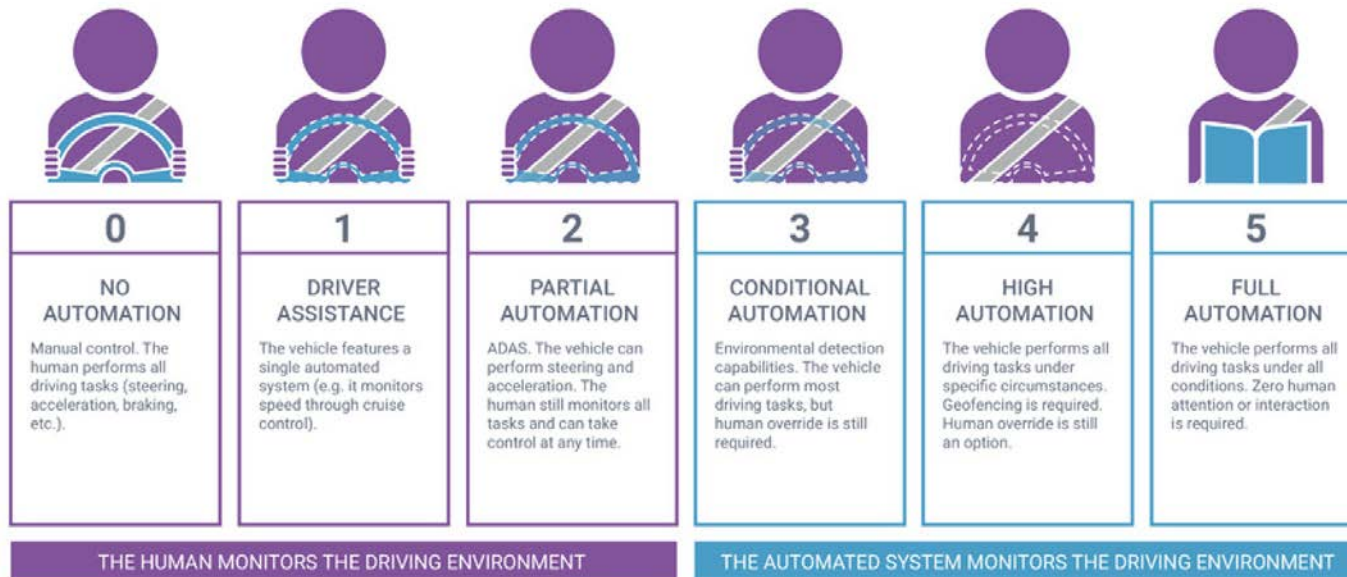 0
NO
AUTOMATION
Manual control. The
human performs all
driving tasks (steering,
acceleration, braking,
etc.).
1
DRIVER
ASSISTANCE
The vehicle features a
single automated
system (e.g. it monitors
speed through cruise
control).
2
PARTIAL
AUTOMATION
ADAS. The vehicle can
perform steering and
acceleration. The
human still monitors all
tasks and can take
control at any time.
3
CONDITIONAL
AUTOMATION
Environmental detection
capabilities. The vehicle
can perform most
driving tasks, but
human override is still
required.
4
HIGH
AUTOMATION
The vehicle performs all
driving tasks under
specific circumstances.
Geofencing is required.
Human override is still
an option.
5
FULL
AUTOMATION
The vehicle performs all
driving tasks under all
conditions. Zero human
attention or interaction
is required.
THE HUMAN MONITORS THE DRIVING ENVIRONMENT
THE AUTOMATED SYSTEM MONITORS THE DRIVING ENVIRONMENT